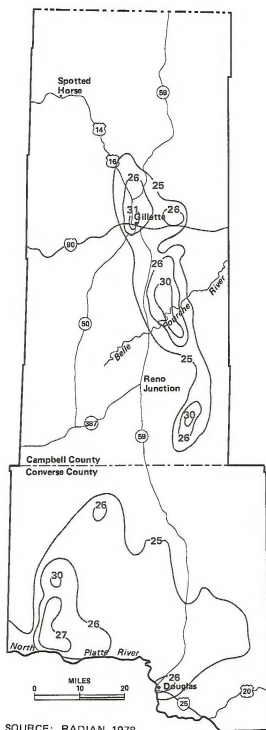 Spotted
Horse
59
14
16
26
25
31
Gillette
26
90
26
30
River
Fourche
Belle
50
25
Reno
Junction
387
30
26
59
Campbell County
Converse County
26
25
30
27
26
North Platte River
26
Douglas
20
25
MILES
0 10 20
SOURCE: RADIAN 1978